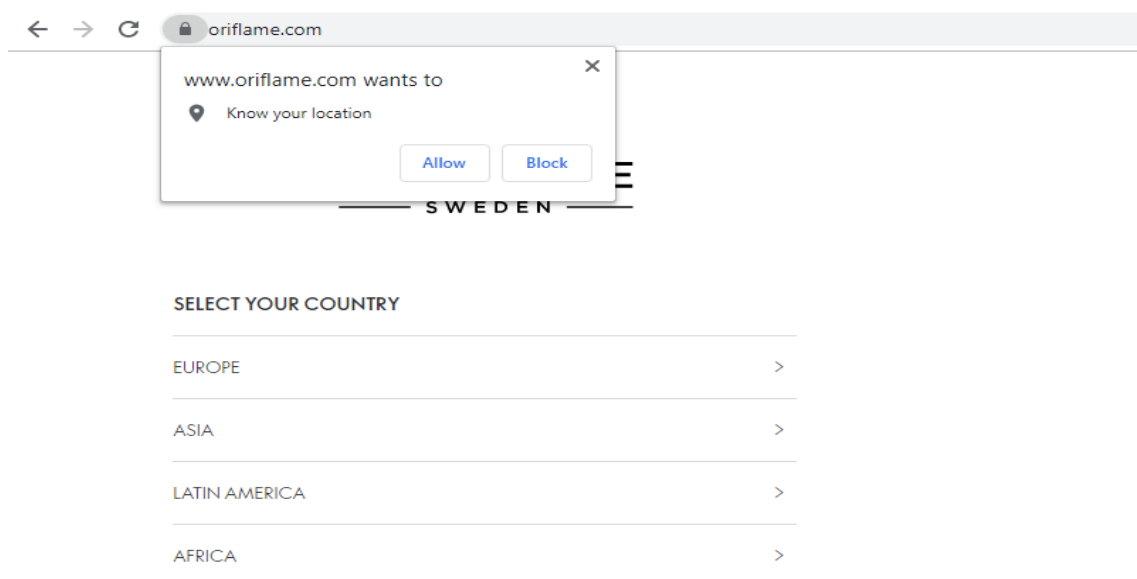 oriflame.com
www.oriflame.com wants to
Know your location
Allow Block
E
SWEDEN
SELECT YOUR COUNTRY
EUROPE
ASIA
LATIN AMERICA
AFRICA